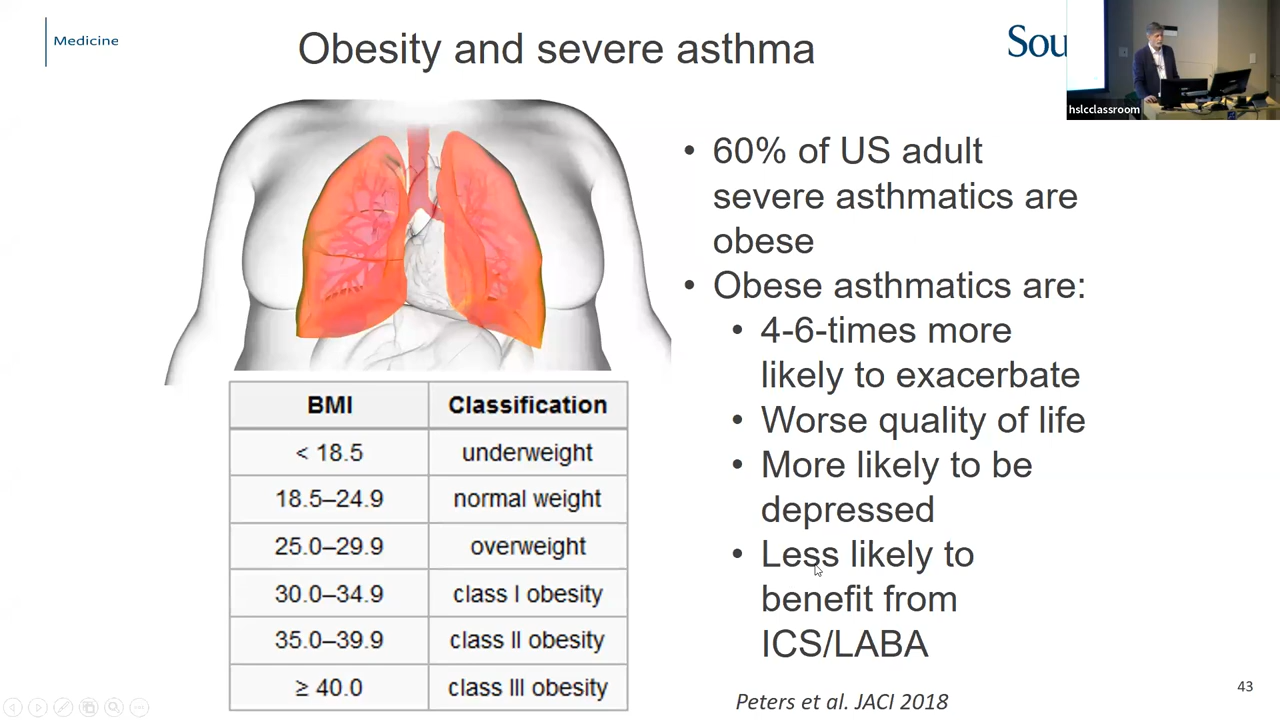 Medicine
Obesity and severe asthma
Sou
hslcclassroom
• 60% of US adult
severe asthmatics are
obese
• Obese asthmatics are:
• 4-6-times more
likely to exacerbate
• Worse quality of life
• More likely to be
depressed
• Less likely to
benefit from
ICS/LABA
BMI Classification
< 18.5 underweight
18.5–24.9 normal weight
25.0–29.9 overweight
30.0–34.9 class I obesity
35.0–39.9 class II obesity
≥ 40.0 class III obesity
Peters et al. JACI 2018
43